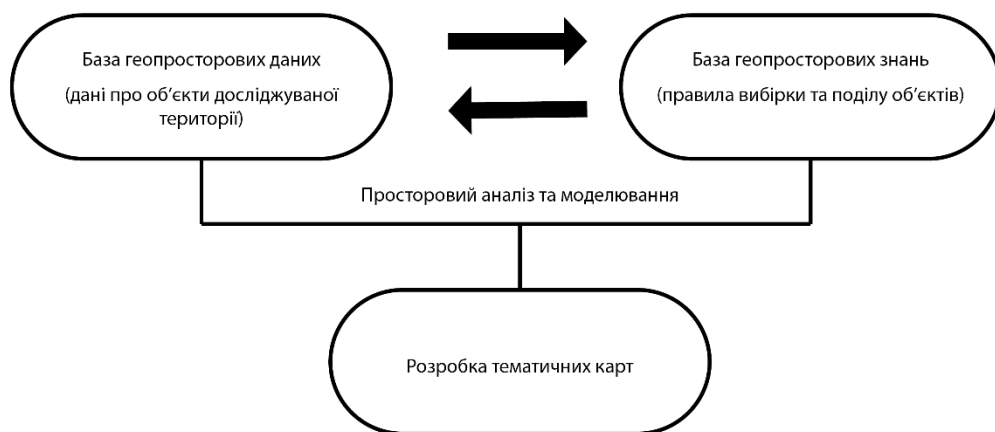 База геопросторових даних
(дані про об’єкти досліджуваної
території)
База геопросторових знань
(правила вибірки та поділу об’єктів)
Просторовий аналіз та моделювання
Розробка тематичних карт